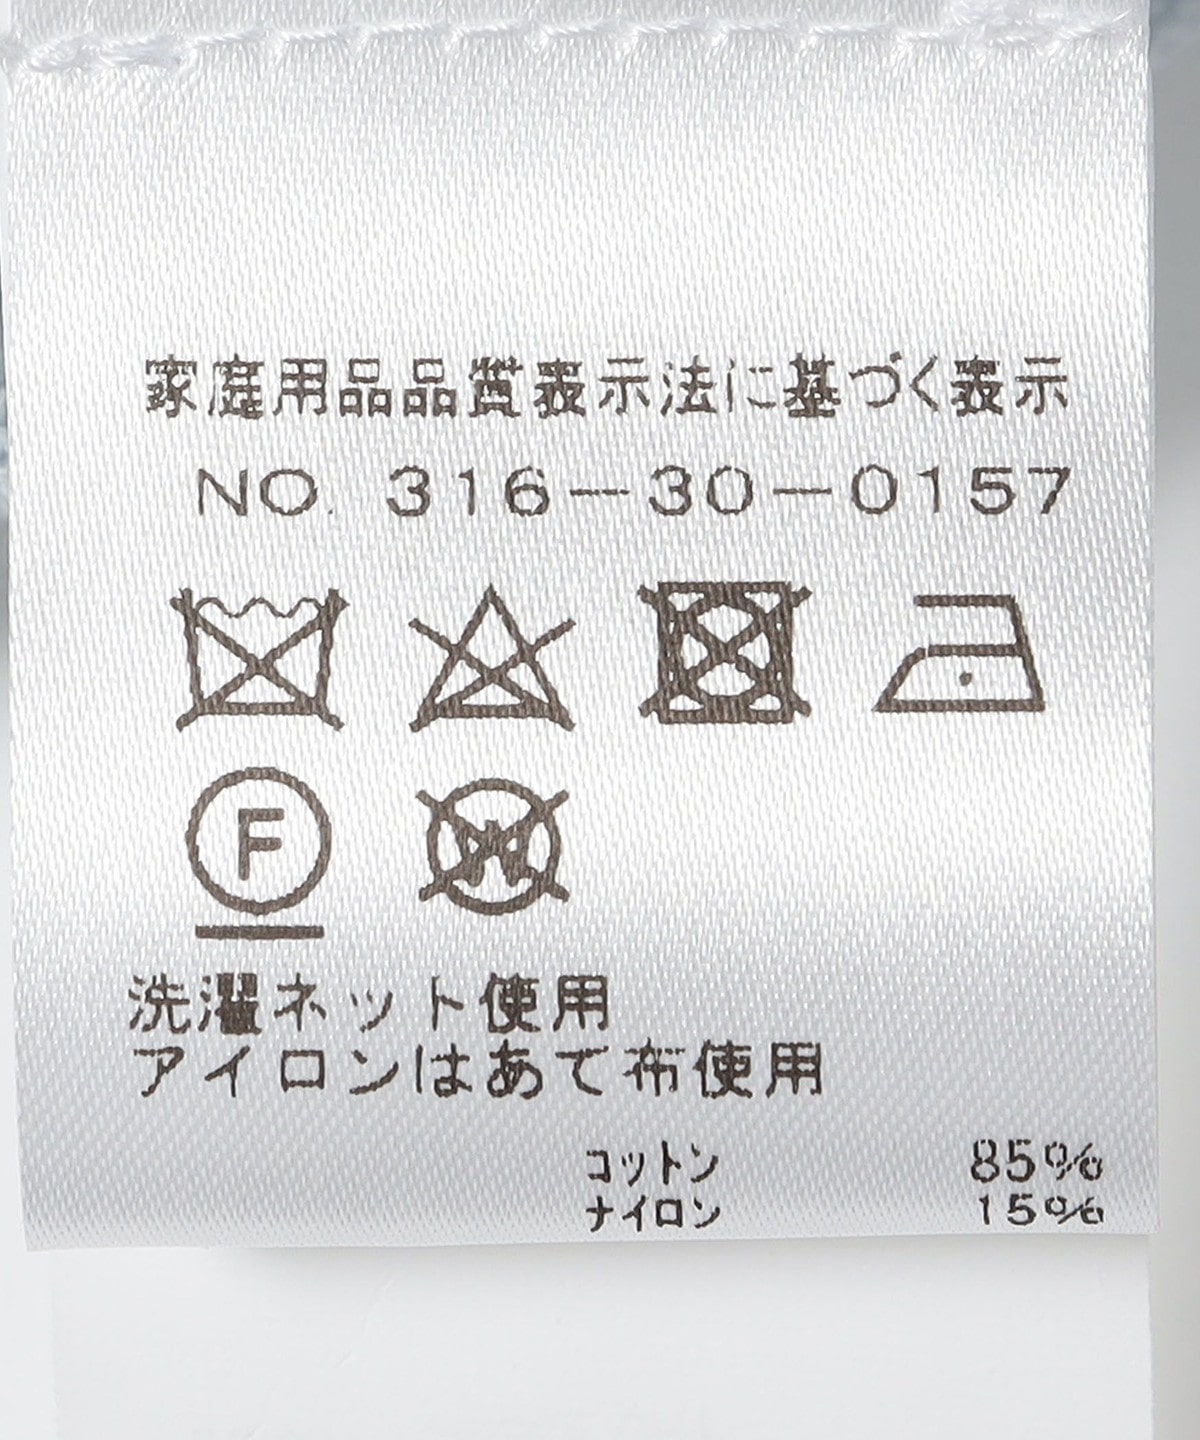 家庭用品品質表示法に基づく表示
NO. 316-30-0157
F
W
洗濯ネット使用
アイロンはあて布使用
コットン 85%
ナイロン 15%